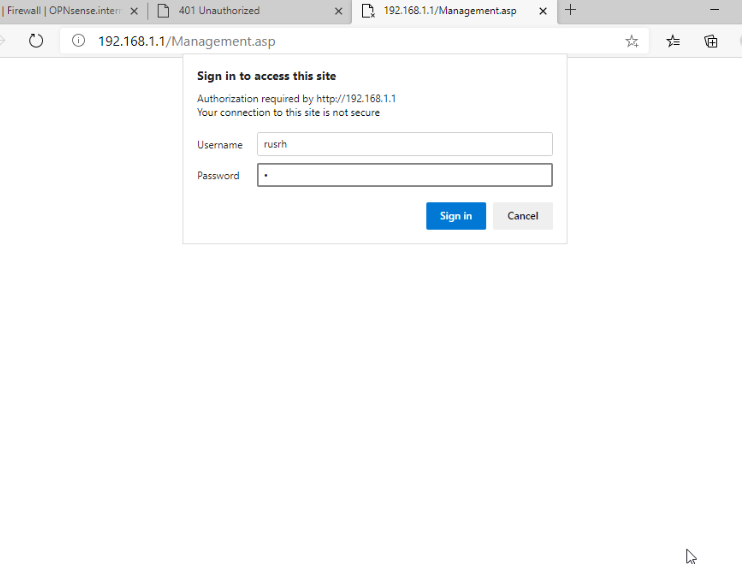 | Firewall | OPNsense.intern
401 Unauthorized
192.168.1.1/Management.asp
192.168.1.1/Management.asp
Sign in to access this site
Authorization required by http://192.168.1.1
Your connection to this site is not secure
Username
rusrh
Password
•
Sign in
Cancel